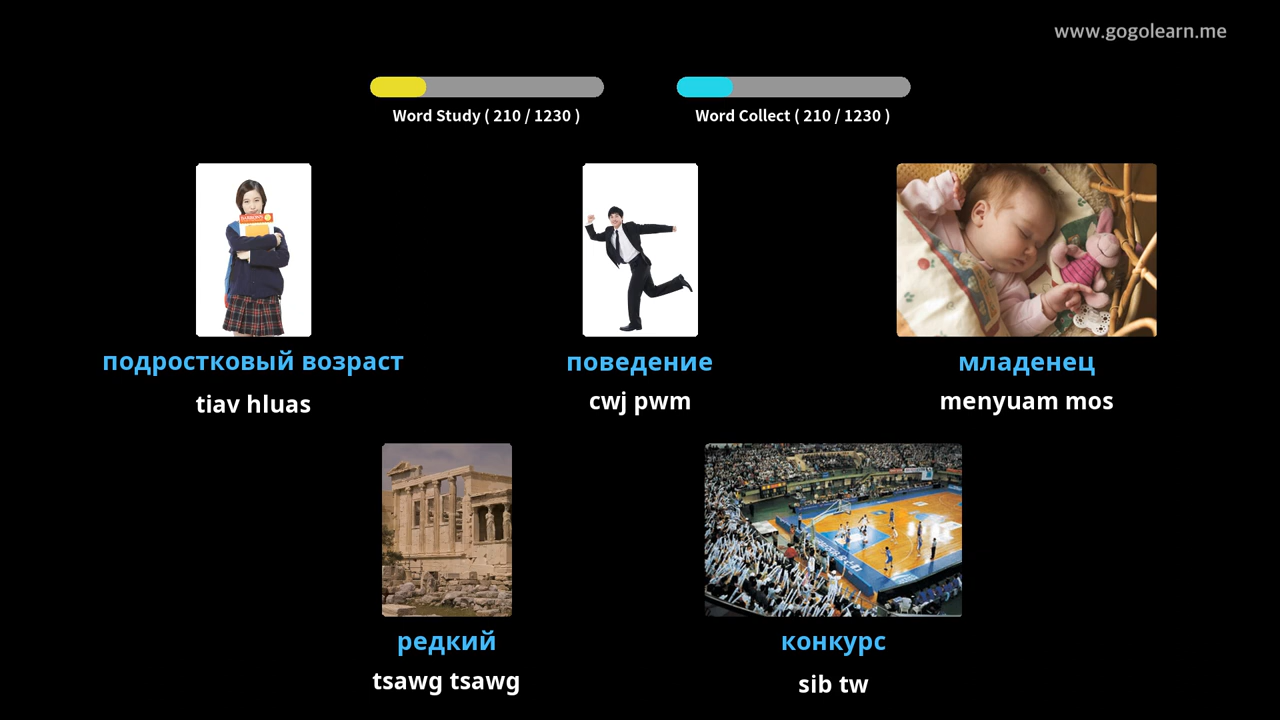 www.gogolearn.me
Word Study ( 210 / 1230 )
Word Collect ( 210 / 1230 )
подростковый возраст
tiav hluas
поведение
cwj pwm
младенец
menyuam mos
редкий
tsawg tsawg
конкурс
sib tw